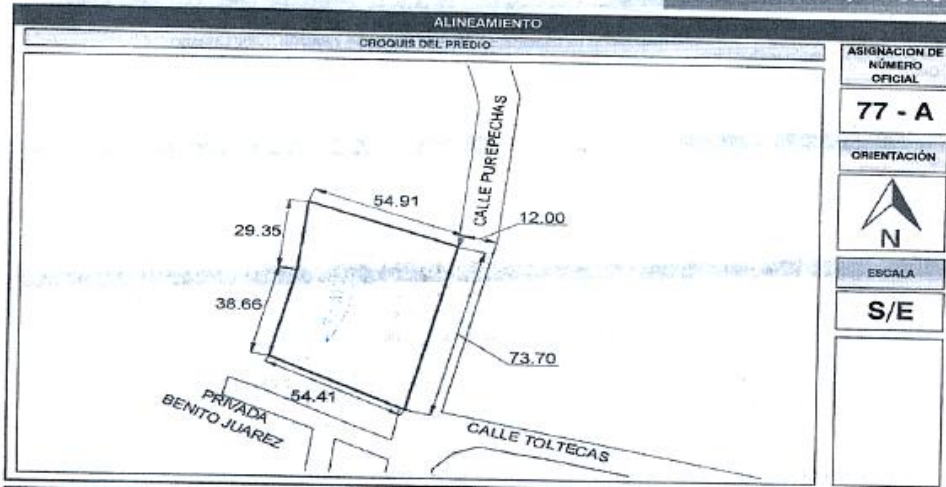 ALINEAMIENTO
CROQUIS DEL PREDIO
ASIGNACION DE
NÚMERO
OFICIAL
77 - A
ORIENTACIÓN
N
ESCALA
S/E
CALLE PUREPECHAS
54.91
12.00
29.35
38.66
73.70
54.41
PRIVADA
BENITO JUAREZ
CALLE TOLTECAS